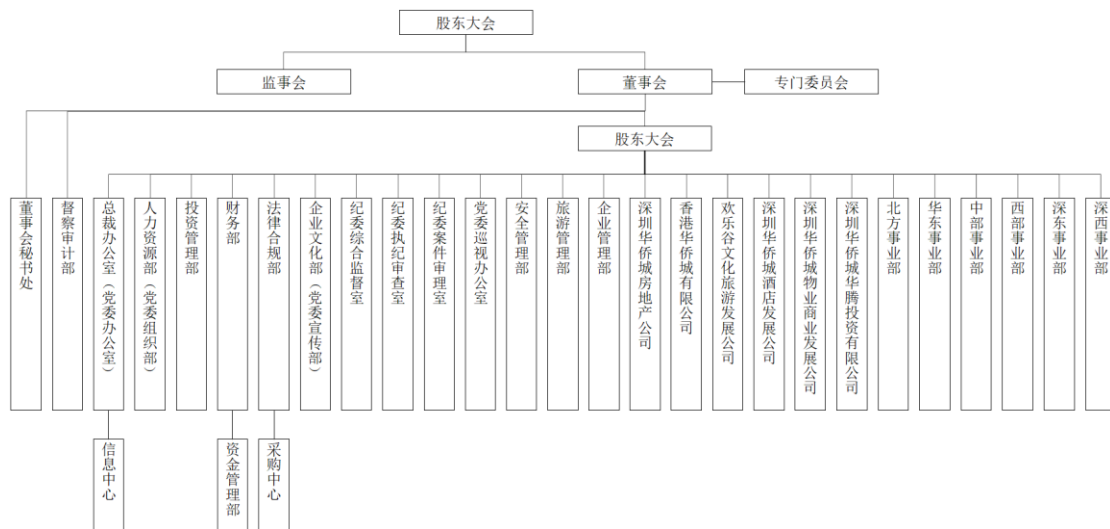 股东大会
监事会
董事会
专门委员会
股东大会
董事会秘书处
督察审计部
总裁办公室（党委办公室）
人力资源部（党委组织部）
投资管理部
财务部
法律合规部
企业文化部（党委宣传部）
纪委综合监督室
纪委执纪审查室
纪委案件审理室
党委巡视办公室
安全管理部
旅游管理部
企业管理部
深圳华侨城房地产公司
香港华侨城有限公司
欢乐谷文化旅游发展公司
深圳华侨城酒店发展公司
深圳华侨城物业商业发展公司
深圳华侨城华腾投资有限公司
北方事业部
华东事业部
中部事业部
西部事业部
深东事业部
深西事业部
信息中心
资金管理部
采购中心